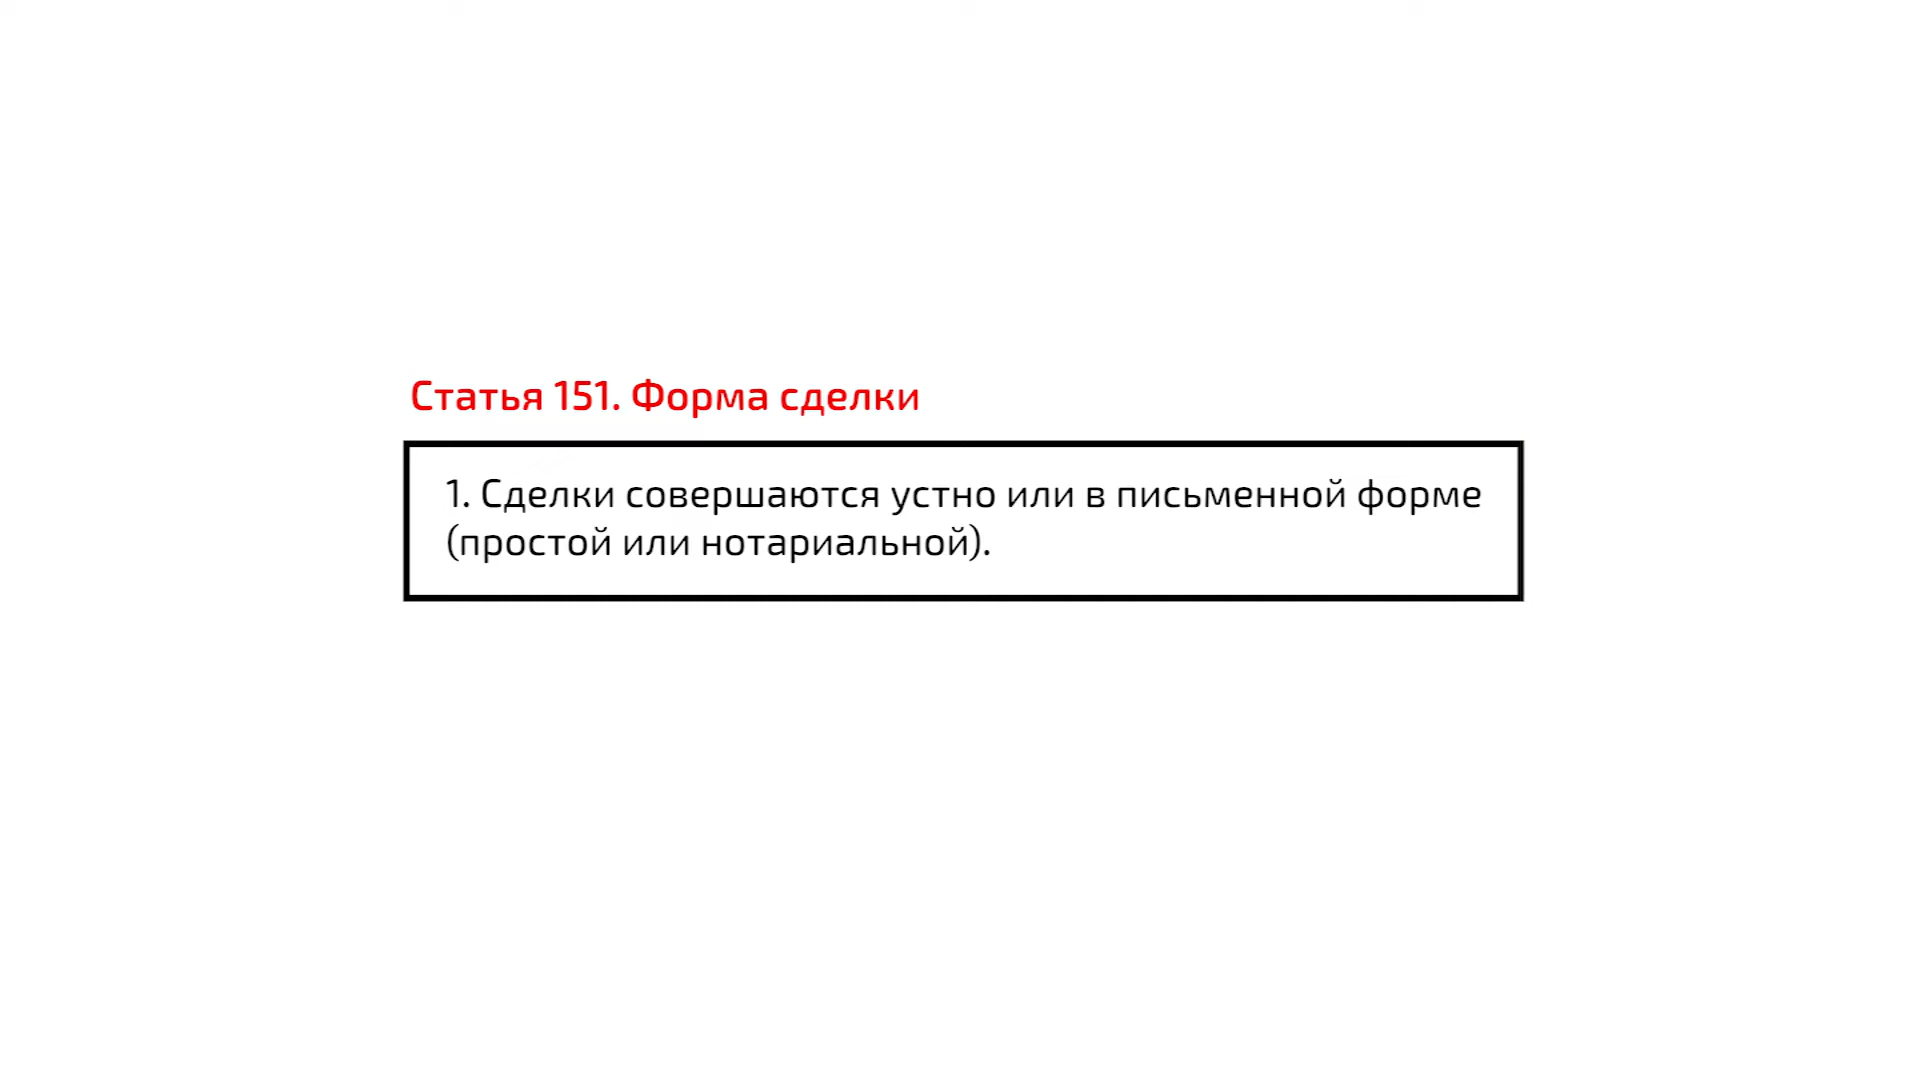 Статья 151. Форма сделки
1. Сделки совершаются устно или в письменной форме
(простой или нотариальной).